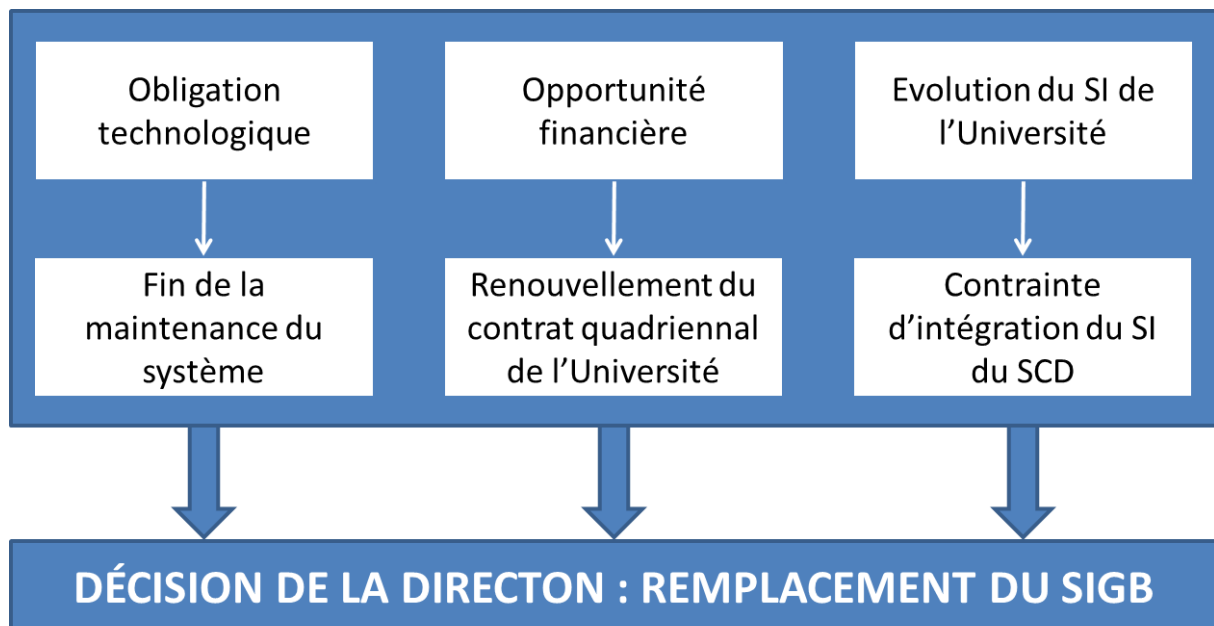 Obligation
technologique
Opportunité
financière
Evolution du SI de
l'Université
Fin de la
maintenance du
système
Renouvellement du
contrat quadriennal
de l'Université
Contrainte
d'intégration du SI
du SCD
DÉCISION DE LA DIRECTON : REMPLACEMENT DU SIGB